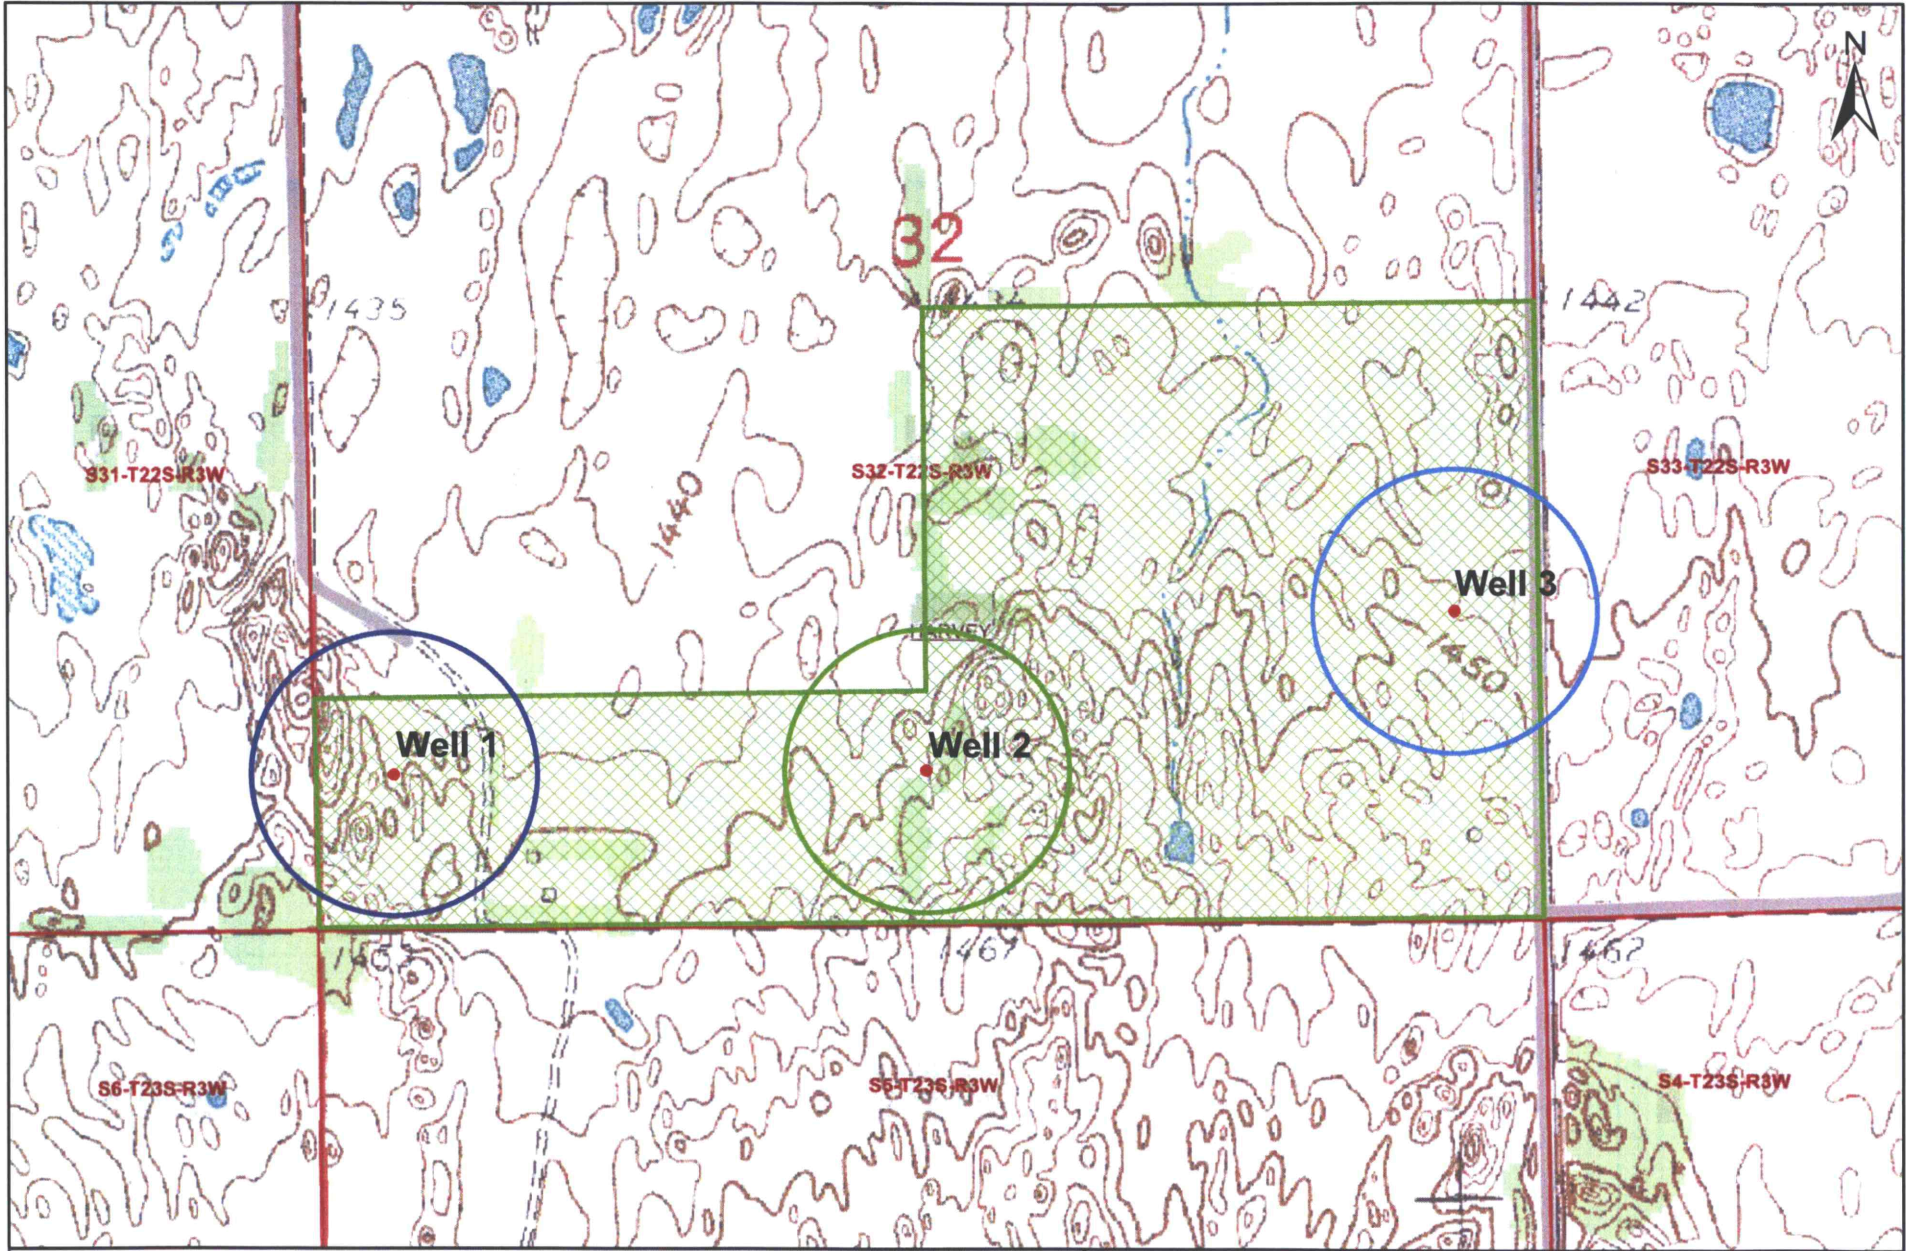 N
32
1435
1442
S31-T22S-R3W
S32-T22S-R3W
S33-T22S-R3W
1440
Well 3
HARVEY
1450
Well 1
Well 2
1467
1462
S6-T23S-R3W
S5-T23S-R3W
S4-T23S-R3W